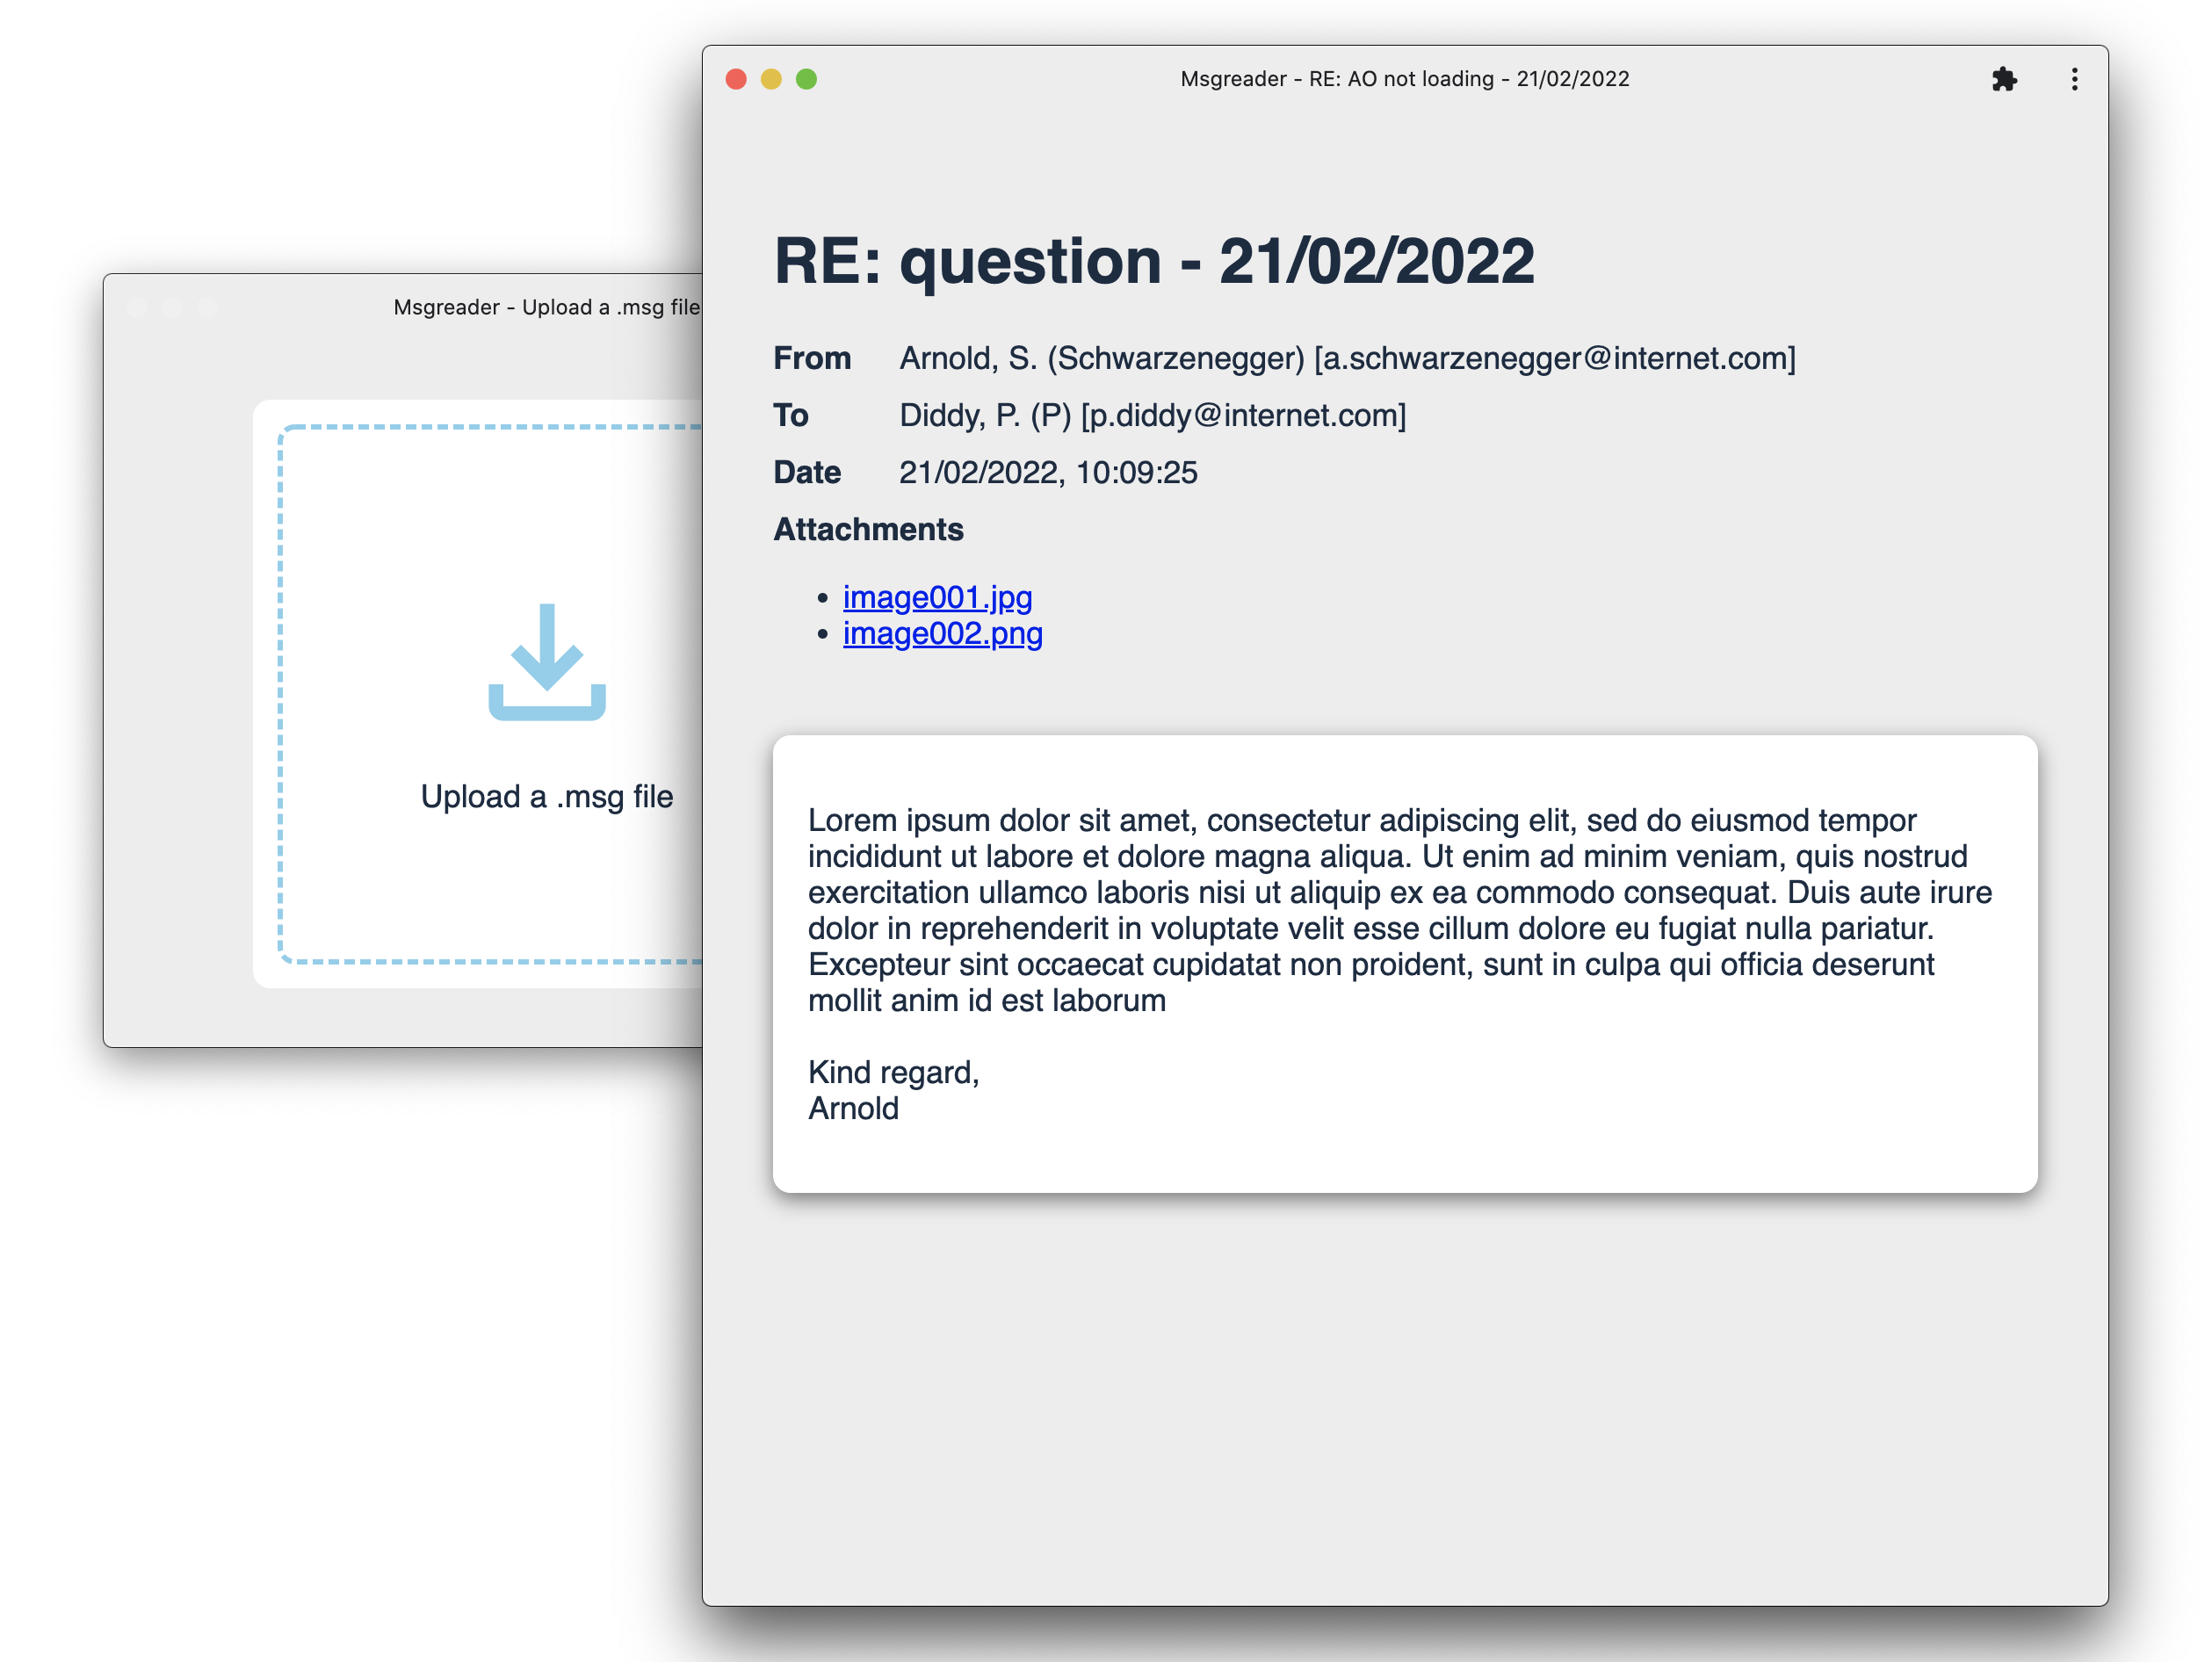 Msgreader - Upload a .msg file
Upload a .msg file
Msgreader - RE: AO not loading - 21/02/2022
RE: question - 21/02/2022
From Arnold, S. (Schwarzenegger) [a.schwarzenegger@internet.com]
To Diddy, P. (P) [p.diddy@internet.com]
Date 21/02/2022, 10:09:25
Attachments
• image001.jpg
• image002.png
Lorem ipsum dolor sit amet, consectetur adipiscing elit, sed do eiusmod tempor
incididunt ut labore et dolore magna aliqua. Ut enim ad minim veniam, quis nostrud
exercitation ullamco laboris nisi ut aliquip ex ea commodo consequat. Duis aute irure
dolor in reprehenderit in voluptate velit esse cillum dolore eu fugiat nulla pariatur.
Excepteur sint occaecat cupidatat non proident, sunt in culpa qui officia deserunt
mollit anim id est laborum
Kind regard,
Arnold